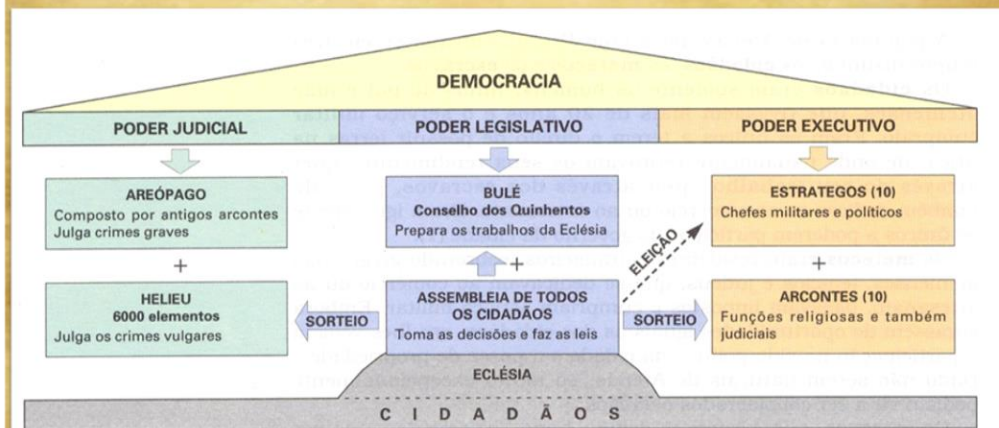 DEMOCRACIA
PODER JUDICIAL
PODER LEGISLATIVO
PODER EXECUTIVO
AREÓPAGO
Composto por antigos arcontes
Julga crimes graves
BULÉ
Conselho dos Quinhentos
Prepara os trabalhos da Eclésia
ESTRATEGOS (10)
Chefes militares e políticos
+
+
+
ELEIÇÃO
HELIEU
6000 elementos
Julga os crimes vulgares
SORTEIO
ASSEMBLEIA DE TODOS
OS CIDADÃOS
Toma as decisões e faz as leis
SORTEIO
ARCONTES (10)
Funções religiosas e também
judiciais
ECLÉSIA
CIDADÃOS